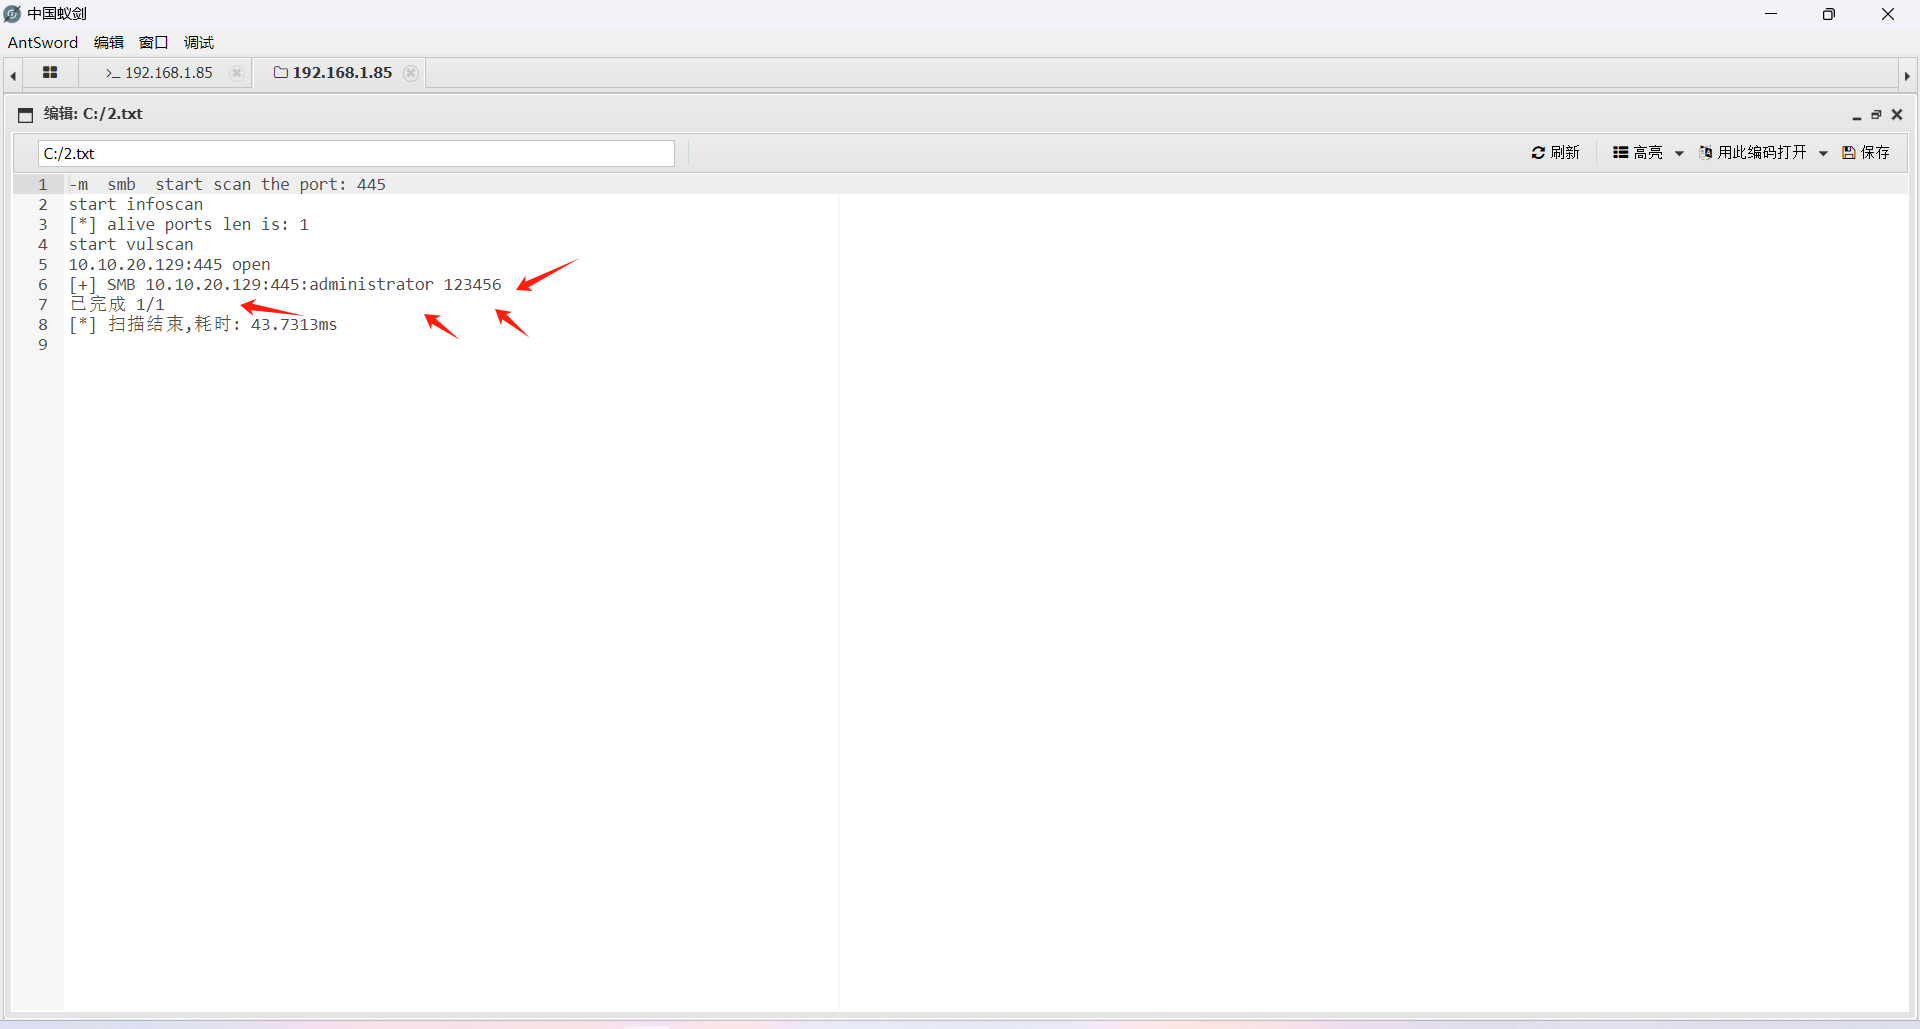 中国蚁剑
AntSword 编辑 窗口 调试
>_ 192.168.1.85 192.168.1.85
编辑: C:/2.txt
C:/2.txt 刷新 高亮 用此编码打开 保存
1 -m  smb  start scan the port: 445
2 start infoscan
3 [*] alive ports len is: 1
4 start vulscan
5 10.10.20.129:445 open
6 [+] SMB 10.10.20.129:445:administrator 123456
7 已完成 1/1
8 [*] 扫描结束,耗时: 43.7313ms
9